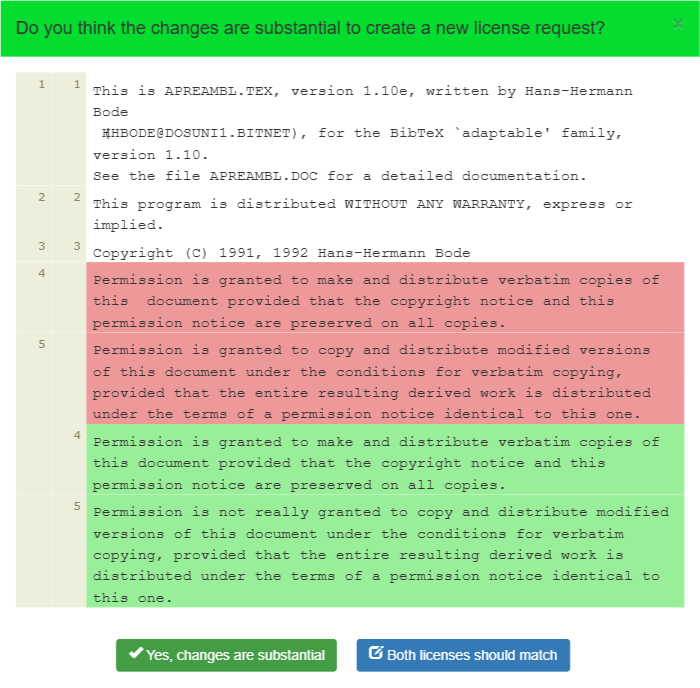 Do you think the changes are substantial to create a new license request?
×
1 1 This is APREAMBL.TEX, version 1.10e, written by Hans-Hermann
Bode
(HHBODE@DOSUNI1.BITNET), for the BibTeX `adaptable' family,
version 1.10.
See the file APREAMBL.DOC for a detailed documentation.
2 2 This program is distributed WITHOUT ANY WARRANTY, express or
implied.
3 3 Copyright (C) 1991, 1992 Hans-Hermann Bode
4 Permission is granted to make and distribute verbatim copies of
this  document provided that the copyright notice and this
permission notice are preserved on all copies.
5 Permission is granted to copy and distribute modified versions
of this document under the conditions for verbatim copying,
provided that the entire resulting derived work is distributed
under the terms of a permission notice identical to this one.
4 Permission is granted to make and distribute verbatim copies of
this document provided that the copyright notice and this
permission notice are preserved on all copies.
5 Permission is not really granted to copy and distribute modified
versions of this document under the conditions for verbatim
copying, provided that the entire resulting derived work is
distributed under the terms of a permission notice identical to
this one.
Yes, changes are substantial
Both licenses should match